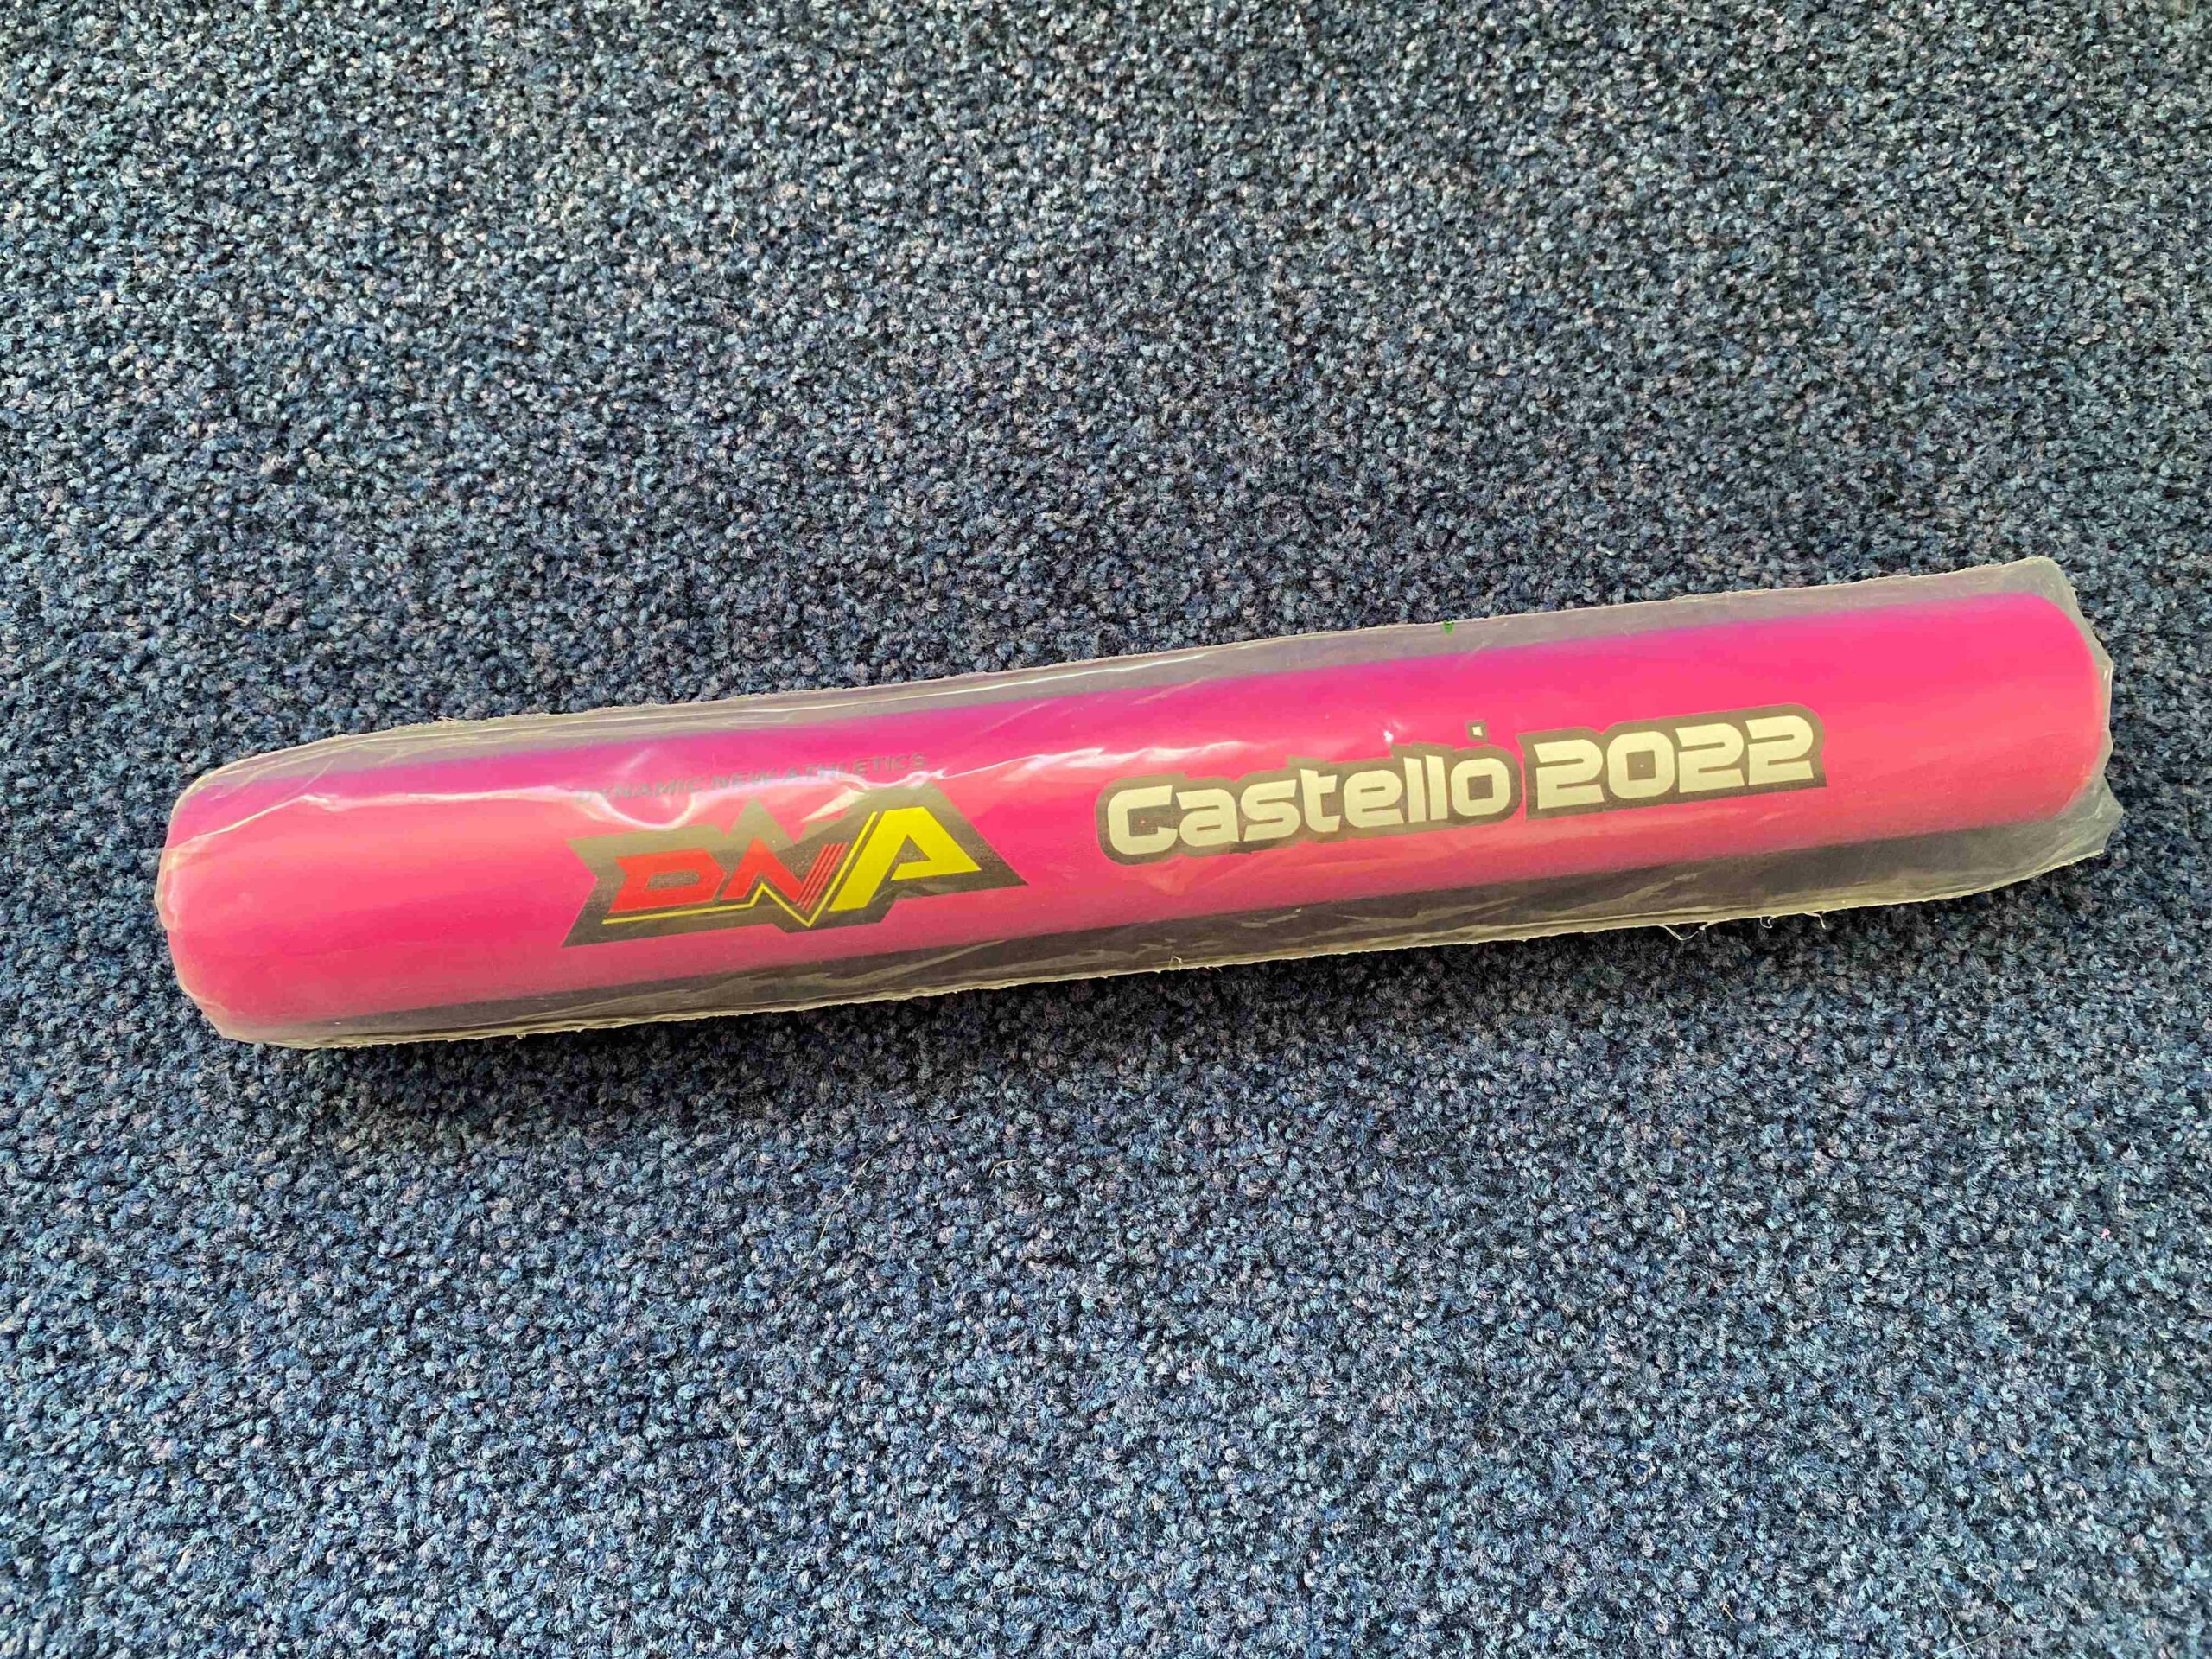 DYNAMIC NEW ATHLETICS
DNA
Castelló 2022